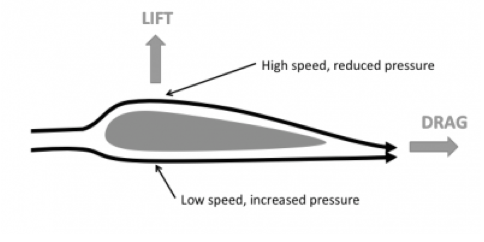 LIFT
High speed, reduced pressure
DRAG
Low speed, increased pressure